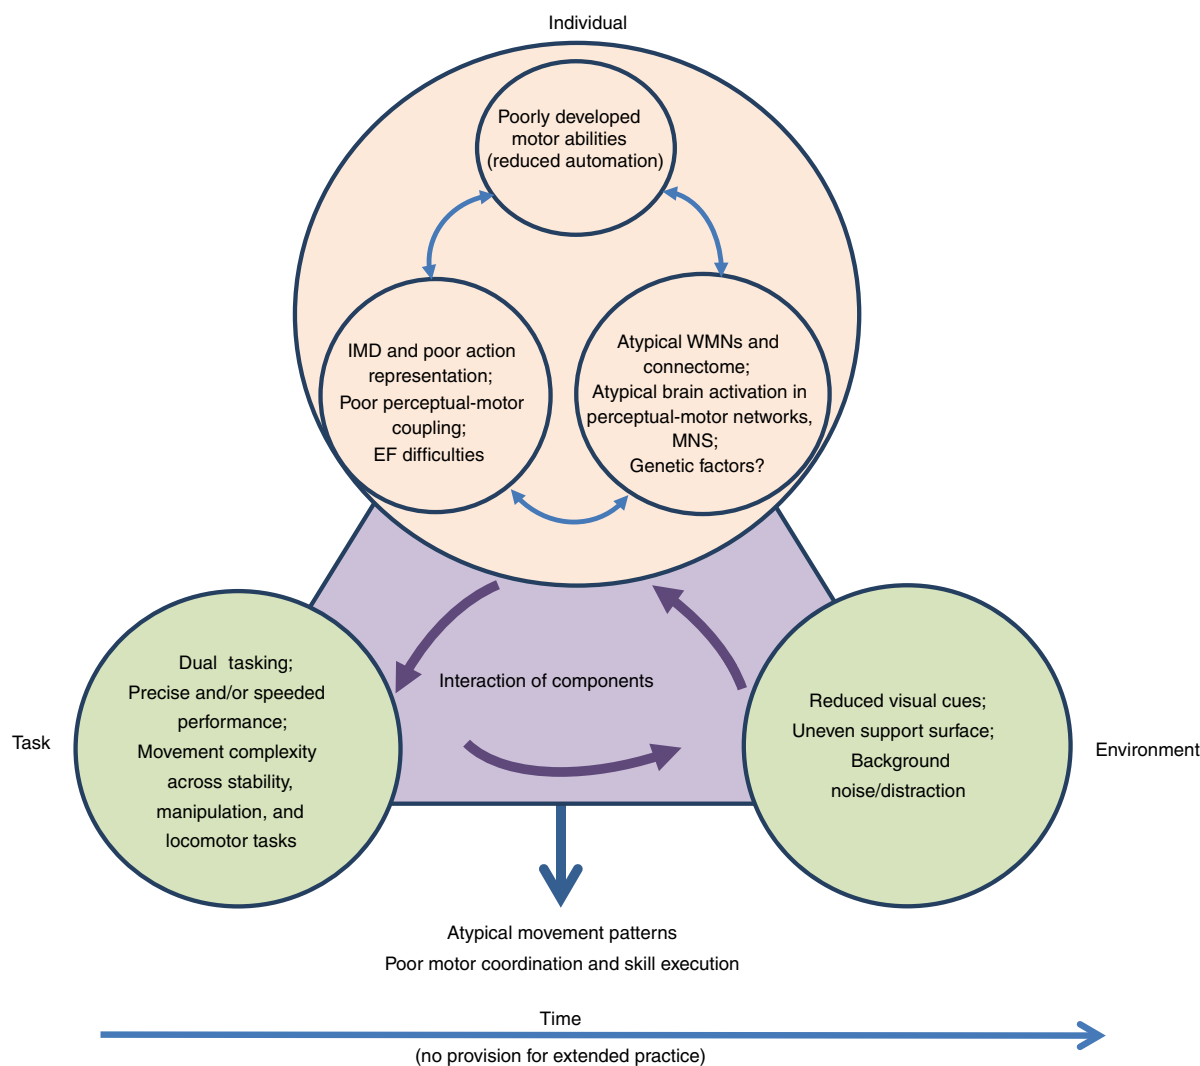 Individual
Poorly developed
motor abilities
(reduced automation)
IMD and poor action
representation;
Poor perceptual-motor
coupling;
EF difficulties
Atypical WMNs and
connectome;
Atypical brain activation in
perceptual-motor networks,
MNS;
Genetic factors?
Interaction of components
Task
Dual tasking;
Precise and/or speeded
performance;
Movement complexity
across stability,
manipulation, and
locomotor tasks
Reduced visual cues;
Uneven support surface;
Background
noise/distraction
Environment
Atypical movement patterns
Poor motor coordination and skill execution
Time
(no provision for extended practice)